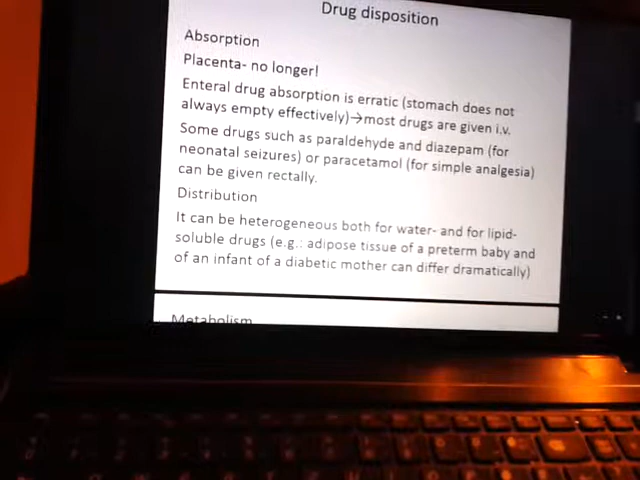 Drug disposition
Absorption
Placenta- no longer!
Enteral drug absorption is erratic (stomach does not
always empty effectively)→most drugs are given i.v.
Some drugs such as paraldehyde and diazepam (for
neonatal seizures) or paracetamol (for simple analgesia)
can be given rectally.
Distribution
It can be heterogeneous both for water- and for lipid-
soluble drugs (e.g.: adipose tissue of a preterm baby and
of an infant of a diabetic mother can differ dramatically)
Metabolism